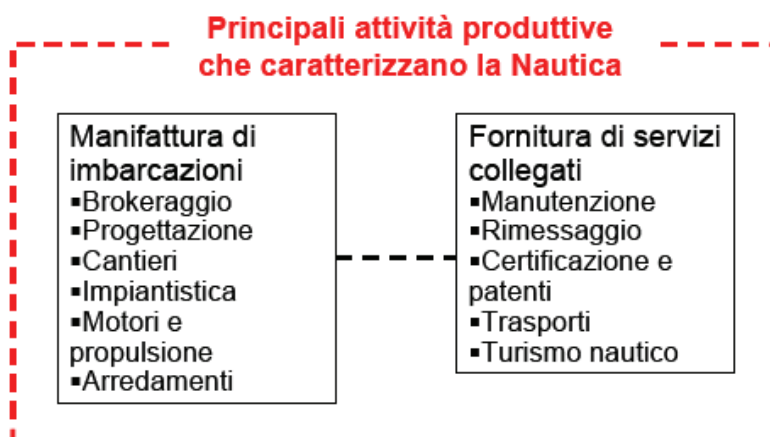 Principali attività produttive
che caratterizzano la Nautica
Manifattura di
imbarcazioni
▪Brokeraggio
▪Progettazione
▪Cantieri
▪Impiantistica
▪Motori e
propulsione
▪Arredamenti
Fornitura di servizi
collegati
▪Manutenzione
▪Rimessaggio
▪Certificazione e
patenti
▪Trasporti
▪Turismo nautico